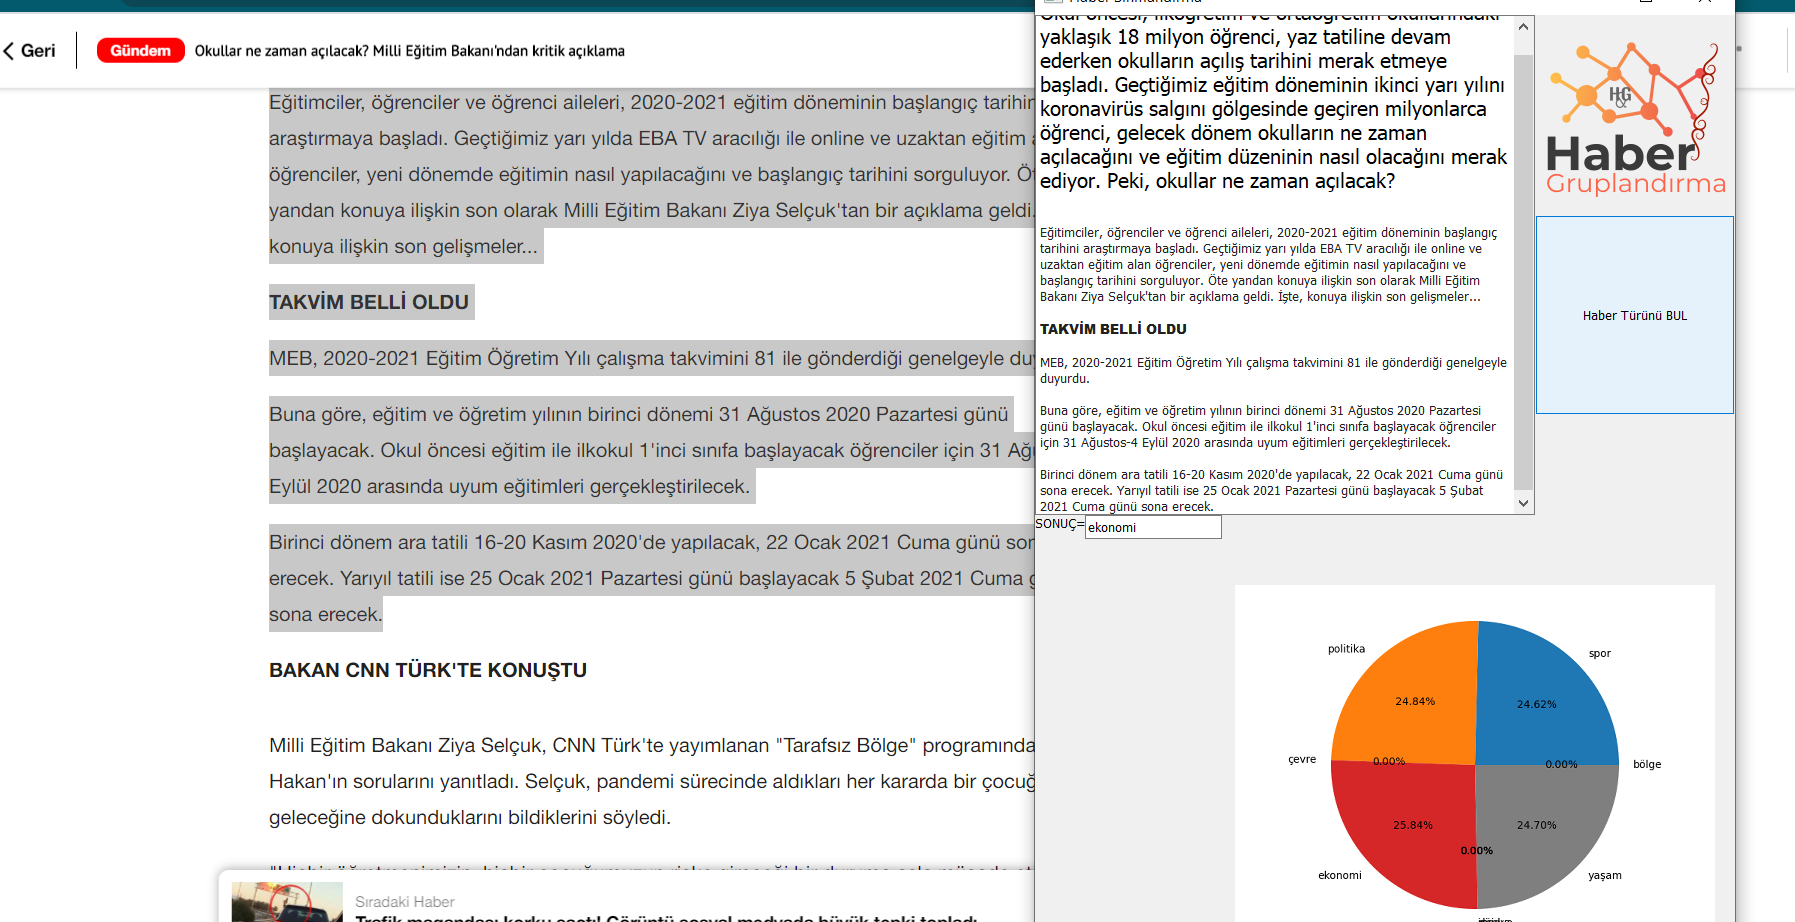 Geri
Gündem
Okullar ne zaman açılacak? Milli Eğitim Bakanı'ndan kritik açıklama
Eğitimciler, öğrenciler ve öğrenci aileleri, 2020-2021 eğitim döneminin başlangıç
araştırmaya başladı. Geçtiğimiz yarı yılda EBA TV aracılığı ile online ve uzaktan eğitim
öğrenciler, yeni dönemde eğitimin nasıl yapılacağını ve başlangıç tarihini sorguluyor.
yandan konuya ilişkin son olarak Milli Eğitim Bakanı Ziya Selçuk'tan bir açıklama geldi.
konuya ilişkin son gelişmeler...
TAKVİM BELLİ OLDU
MEB, 2020-2021 Eğitim Öğretim Yılı çalışma takvimini 81 ile gönderdiği genelgeyle
Buna göre, eğitim ve öğretim yılının birinci dönemi 31 Ağustos 2020 Pazartesi günü
başlayacak. Okul öncesi eğitim ile ilkokul 1'inci sınıfa başlayacak öğrenciler için 31
Eylül 2020 arasında uyum eğitimleri gerçekleştirilecek.
Birinci dönem ara tatili 16-20 Kasım 2020'de yapılacak, 22 Ocak 2021 Cuma günü
erecek. Yarıyıl tatili ise 25 Ocak 2021 Pazartesi günü başlayacak 5 Şubat 2021 Cuma
sona erecek.
BAKAN CNN TÜRK'TE KONUŞTU
Milli Eğitim Bakanı Ziya Selçuk, CNN Türk'te yayımlanan "Tarafsız Bölge" programında
Hakan'ın sorularını yanıtladı. Selçuk, pandemi sürecinde aldıkları her kararda bir
geleceğine dokunduklarını bildiklerini söyledi.
Sıradaki Haber
Trafik magandası korku saçtı! Görüntü sosyal medyada büyük tepki topladı
Okul öncesi, ilköğretim ve ortaöğretim okullarındaki
yaklaşık 18 milyon öğrenci, yaz tatiline devam
ederken okulların açılış tarihini merak etmeye
başladı. Geçtiğimiz eğitim döneminin ikinci yarı yılını
koronavirüs salgını gölgesinde geçiren milyonlarca
öğrenci, gelecek dönem okulların ne zaman
açılacağını ve eğitim düzeninin nasıl olacağını merak
ediyor. Peki, okullar ne zaman açılacak?
Eğitimciler, öğrenciler ve öğrenci aileleri, 2020-2021 eğitim döneminin başlangıç
tarihini araştırmaya başladı. Geçtiğimiz yarı yılda EBA TV aracılığı ile online ve
uzaktan eğitim alan öğrenciler, yeni dönemde eğitimin nasıl yapılacağını ve
başlangıç tarihini sorguluyor. Öte yandan konuya ilişkin son olarak Milli Eğitim
Bakanı Ziya Selçuk'tan bir açıklama geldi. İşte, konuya ilişkin son gelişmeler...
TAKVİM BELLİ OLDU
MEB, 2020-2021 Eğitim Öğretim Yılı çalışma takvimini 81 ile gönderdiği genelgeyle
duyurdu.
Buna göre, eğitim ve öğretim yılının birinci dönemi 31 Ağustos 2020 Pazartesi
günü başlayacak. Okul öncesi eğitim ile ilkokul 1'inci sınıfa başlayacak öğrenciler
için 31 Ağustos-4 Eylül 2020 arasında uyum eğitimleri gerçekleştirilecek.
Birinci dönem ara tatili 16-20 Kasım 2020'de yapılacak, 22 Ocak 2021 Cuma günü
sona erecek. Yarıyıl tatili ise 25 Ocak 2021 Pazartesi günü başlayacak 5 Şubat
2021 Cuma günü sona erecek.
SONUÇ= ekonomi
H&G
Haber
Gruplandırma
Haber Türünü BUL
politika
spor
24.84%
24.62%
çevre
0.00%
0.00%
bölge
25.84%
24.70%
0.00%
ekonomi
yaşam